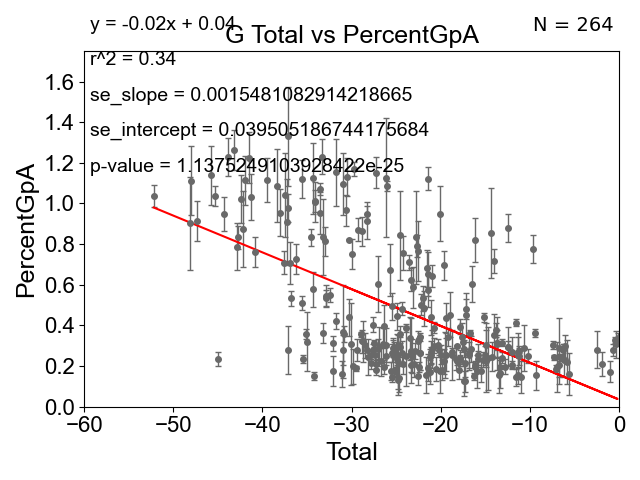 y = -0.02x + 0.04
G Total vs PercentGpA
N = 264
r^2 = 0.34
se_slope = 0.0015481082914218665
se_intercept = 0.039505186744175684
p-value = 1.1375249103928422e-25
PercentGpA
1.6
1.4
1.2
1.0
0.8
0.6
0.4
0.2
0.0
−60
−50
−40
−30
−20
−10
0
Total